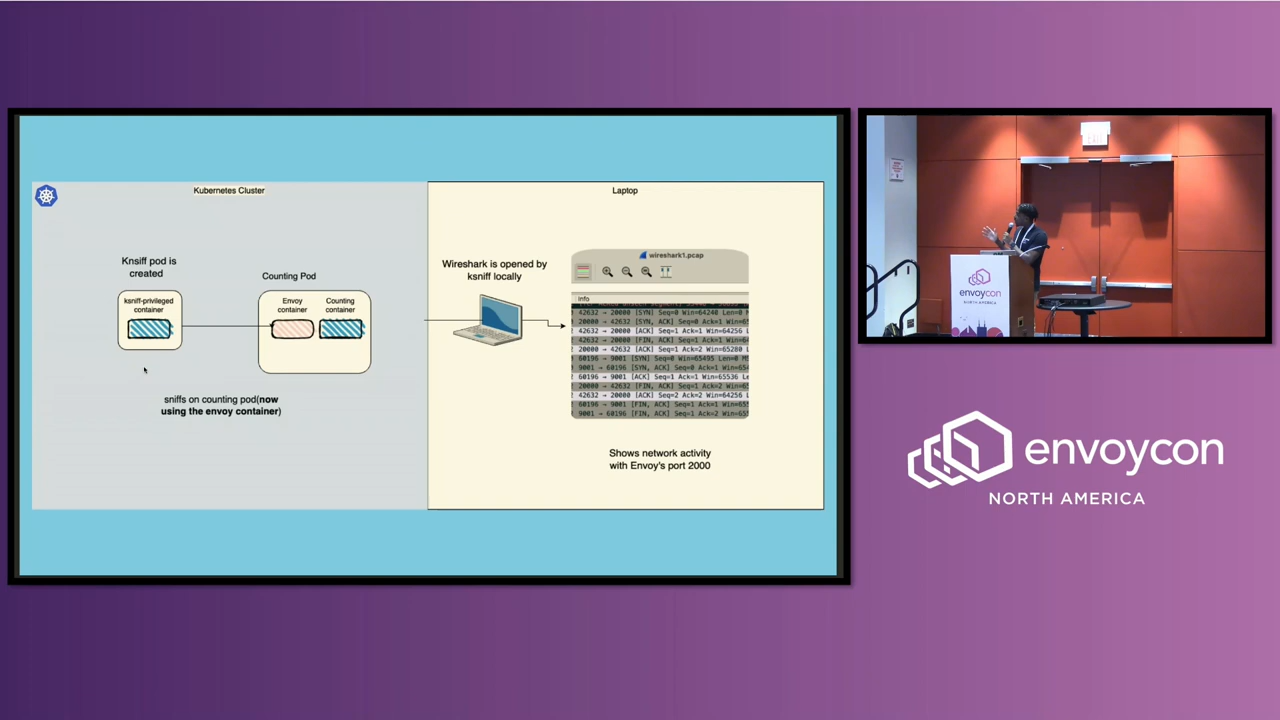 Kubernetes Cluster
Knsiff pod is
created
ksniff-privileged
container
Counting Pod
Envoy
container
Counting
container
sniffs on counting pod(now
using the envoy container)
Laptop
Wireshark is opened by
ksniff locally
wireshark1.pcap
Info
42632 → 20000 [SYN] Seq=0 Win=64240 Len=0
20000 → 42632 [SYN, ACK] Seq=0 Ack=1
42632 → 20000 [ACK] Seq=1 Ack=1 Win=64256
42632 → 20000 [FIN, ACK] Seq=1 Ack=1
20000 → 42632 [ACK] Seq=1 Ack=2 Win=65280
60196 → 9001 [SYN] Seq=0 Win=65495 Len=0
9001 → 60196 [SYN, ACK] Seq=0 Ack=1
60196 → 9001 [ACK] Seq=1 Ack=1 Win=65536
20000 → 42632 [FIN, ACK] Seq=1 Ack=2
42632 → 20000 [ACK] Seq=2 Ack=2 Win=64256
60196 → 9001 [FIN, ACK] Seq=1 Ack=1
9001 → 60196 [FIN, ACK] Seq=1 Ack=2
Shows network activity
with Envoy's port 2000
EXIT
envoycon
NORTH AMERICA
envoycon
NORTH AMERICA